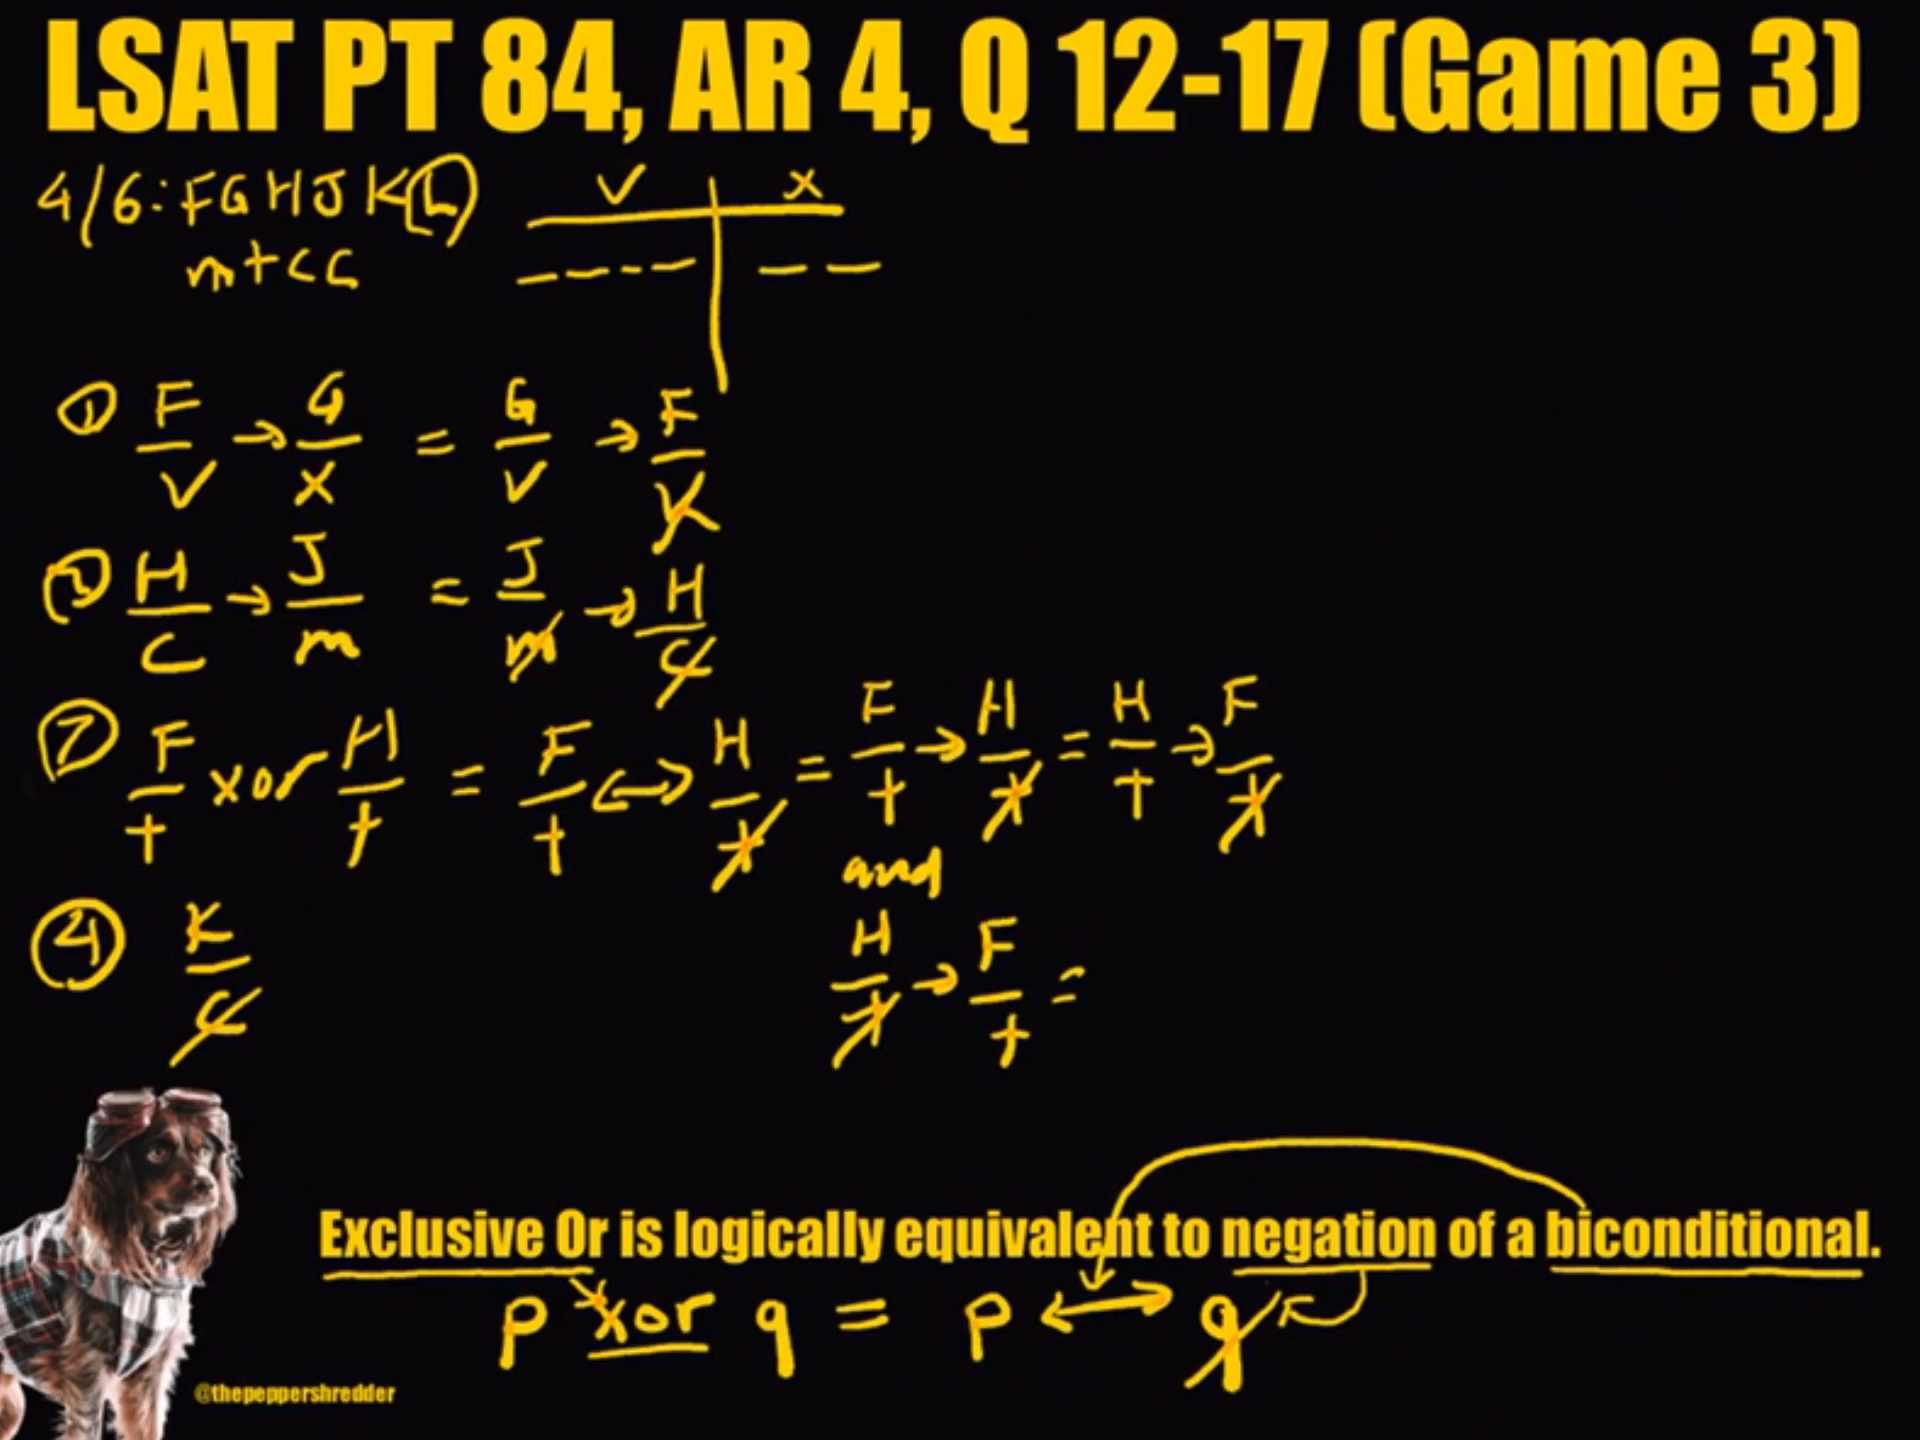 LSAT PT 84, AR 4, Q 12-17 (Game 3)
4/6: F G H J K L V | X
m t c c
① F/V → G/X = G/V → F/V̸
③ H/C → J/m = J/m̸ → H/C̸
② F/t xor H/t = F/t ↔ H/t̸ = F/t → H/t̸ = H/t → F/t̸
and
H/t̸ → F/t =
④ K/C̸
Exclusive Or is logically equivalent to negation of a biconditional.
p xor q = p ↔ q̸
@thepeppershredder